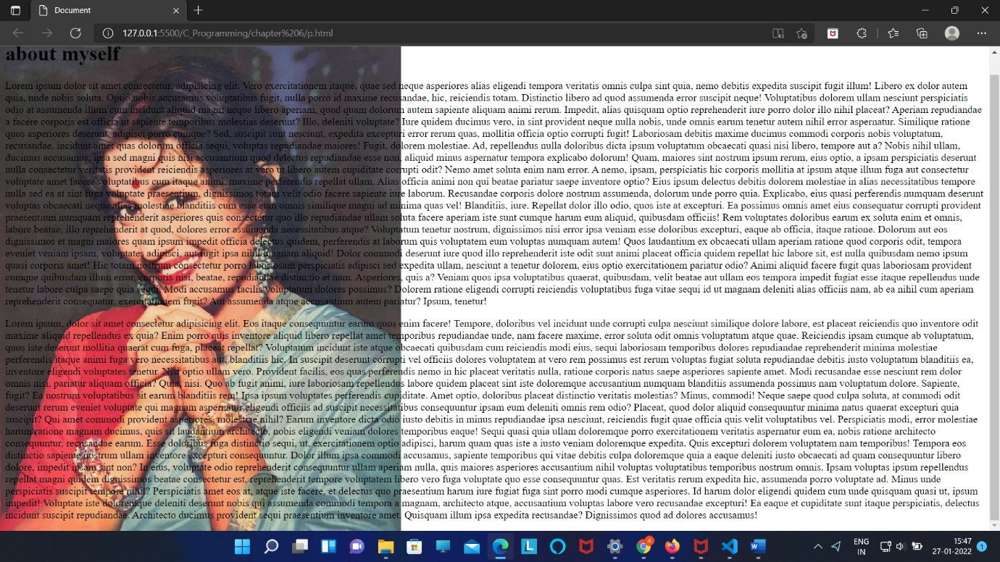 Document
127.0.0.1:5500/C_Programming/chapter%206/p.html
about myself
Lorem ipsum dolor sit amet consectetur, adipisicing elit. Vero exercitationem itaque, quae sed neque asperiores alias eligendi tempora veritatis omnis culpa sint quia, nemo debitis expedita suscipit fugit illum! Libero ex dolor autem
quia, unde nobis soluta. Optio nobis accusamus voluptatibus fugit, nulla porro id maxime recusandae, hic, reiciendis totam. Distinctio libero ad quod assumenda error suscipit neque! Voluptatibus dolorem ullam nesciunt perspiciatis
odio at assumenda illum cum incidunt aliquid magni neque libero aperiam, quod quam dolorum autem sapiente aliquam animi rerum. Impedit, alias quisquam optio reprehenderit iure porro dolor illo nihil placeat? Aperiam repudiandae
a facere corporis est officia ut sapiente temporibus molestias deserunt? Illo, deleniti voluptate? Iure quidem ducimus vero, in sint provident neque nulla nobis, unde omnis earum tenetur autem nihil error aspernatur. Similique ratione
quos asperiores deserunt, adipisci porro cumque? Sed, suscipit sunt nesciunt, expedita excepturi error rerum quas, mollitia officia optio corrupti fugit! Laboriosam debitis maxime ducimus commodi corporis nobis voluptatum,
recusandae, incidunt amet quas dolorum officia sequi, voluptas repudiandae maiores! Fugit, dolorem molestiae. Ad, repellendus nulla doloribus dicta ipsum voluptatum obcaecati quasi nisi libero, tempore aut a? Nobis nihil ullam,
ducimus accusamus, ipsa sed magni quis nisi accusantium quod delectus repudiandae esse non, aliquid minus aspernatur tempora explicabo dolorum! Quam, maiores sint nostrum ipsum rerum, eius optio, a ipsam perspiciatis deserunt
nulla consectetur veritatis provident reiciendis asperiores at vero ut libero autem cupiditate corrupti odit? Nemo amet soluta enim nam error. A nemo, ipsam, perspiciatis hic corporis mollitia at ipsum atque illum fuga aut consectetur
voluptate amet facere voluptatibus cum itaque animi, maxime perferendis repellat ullam. Alias officia animi non qui beatae pariatur saepe inventore optio? Eius ipsum delectus debitis dolorem molestiae in alias necessitatibus tempore
nulla sed ea at sint fuga voluptate praesentium, dignissimos totam velit odio facere sapiente iure laborum. Recusandae corporis dolore nostrum assumenda, dolorum unde porro quia. Explicabo, eius quasi perferendis numquam deserunt
voluptas obcaecati neque alias molestiae blanditiis cum esse eum omnis similique magni ad minima quas vel! Blanditiis, iure. Repellat dolor illo odio, quos iste at excepturi. Ea possimus omnis amet eius consequatur corrupti provident
praesentium numquam reprehenderit asperiores quis consectetur quo illo repudiandae ullam soluta facere aperiam iste sunt cumque harum eum aliquid, quibusdam officiis! Rem voluptates doloribus earum ex soluta enim et omnis,
labore beatae, illo reprehenderit at quod, dolores error assumenda necessitatibus atque? Voluptatum tenetur nostrum, dignissimos nisi error ipsa veniam esse doloribus excepturi, eaque ab officia, itaque ratione. Dolorum aut eos
dignissimos et magni maiores quam ipsum impedit officia delectus quidem, perferendis at laborum quis voluptatem eum voluptas numquam autem! Quos laudantium ex obcaecati ullam aperiam ratione quod corporis odit, tempora
eveniet veniam ipsam, voluptates adipisci, aut fugit ipsa nihil magnam aliquid! Dolor commodi deserunt iure quod illo reprehenderit iste odit sunt animi placeat officia quidem repellat hic labore sit, est nulla quibusdam nemo ipsum
quasi corporis amet! Hic totam nostrum consectetur porro laboriosam perspiciatis adipisci sed expedita ullam, nesciunt a tenetur dolorem, eius optio exercitationem pariatur odio? Animi aliquid facere fugit quas laboriosam provident
cumque quibusdam illum error, corporis nisi, beatae, repudiandae distinctio et nam. Asperiores, quis a? Veniam quos ipsa voluptatibus quaerat, quibusdam, velit beatae aut ullam eos tempora impedit fugiat esse itaque repellendus unde
tenetur labore culpa saepe quia sequi. Modi accusamus facilis voluptatum dolores possimus? Dolorem ratione eligendi corrupti reiciendis voluptatibus fuga vitae sequi id ut magnam deleniti alias officiis nam, ab ea nihil cum aperiam
reprehenderit consequatur, exercitationem fugit? Aut assumenda atque accusantium autem pariatur? Ipsum, tenetur!
Lorem ipsum, dolor sit amet consectetur adipisicing elit. Eos itaque consequuntur earum quos enim facere! Tempore, doloribus vel incidunt unde corrupti culpa nesciunt similique dolore labore, est placeat reiciendis quo inventore odit
maxime aliquid repellendus ex quia? Enim porro quis inventore aliquid libero repellat amet temporibus repudiandae unde, nam facere maxime, error soluta odit omnis voluptatum atque quae. Reiciendis ipsam cumque ab voluptatum,
quos iste deserunt mollitia quaerat cum fuga, placeat repellat? Voluptatum incidunt iste atque obcaecati quibusdam cum reiciendis modi eius, sequi laboriosam temporibus dolores repudiandae reprehenderit minima molestiae
perferendis itaque animi fuga vero necessitatibus aut, blanditiis hic. In suscipit deserunt corrupti vel officiis dolores voluptatem at vero rem possimus est rerum voluptas fugiat soluta repudiandae debitis iusto voluptatum blanditiis ea,
inventore eligendi voluptates tenetur. Nisi optio ullam vero. Provident facilis, eos quas perferendis nemo in hic placeat veritatis nulla, ratione corporis natus saepe asperiores sapiente amet. Modi recusandae esse nesciunt rem dolor
omnis nisi, pariatur aliquam officia? Quia, nisi. Quo ab fugit animi, iure laboriosam repellendus labore quidem placeat sint iste doloremque accusantium numquam blanditiis assumenda possimus nam voluptatum dolore. Sapiente,
fugit? Ea nostrum voluptatibus sit earum blanditiis rem! Ipsa ipsum voluptates perferendis cupiditate. Amet optio, doloribus placeat distinctio veritatis molestias? Minus, commodi! Neque saepe quod culpa soluta, at commodi odit
deserunt rerum eveniet voluptate qui magnam aspernatur eligendi officiis ad suscipit necessitatibus consequuntur ipsam eum deleniti omnis rem odio? Placeat, quod dolor aliquid consequuntur minima natus quaerat excepturi quia
suscipit? Qui amet commodi provident asperiores, molestiae nihil? Earum inventore dicta odio iusto debitis in minus repudiandae ipsa nesciunt, reiciendis fugit quae officia quis velit voluptatibus vel. Perspiciatis modi, error molestiae
harum ratione magnam ducimus, quis sit laudantium architecto, nobis eligendi veniam dolores temporibus eaque! Sequi quasi quia ullam doloremque porro exercitationem veritatis aspernatur eum ea, nobis ratione architecto
consequuntur, recusandae earum. Esse doloribus fuga distinctio sequi, ut, exercitationem optio adipisci, harum quam quas iste a iusto veniam doloremque expedita. Quis excepturi dolorem voluptatem nam temporibus! Tempora eos
distinctio sapiente nostrum ullam inventore excepturi consequuntur. Dolor illum ipsa commodi accusamus, sapiente temporibus qui vitae debitis culpa doloremque quia a eaque deleniti iusto obcaecati ad quam consequuntur libero
dolore, impedit ipsam sint non? In eius, voluptate odio reprehenderit consequuntur ullam aperiam nulla, quis maiores asperiores accusantium nihil voluptas voluptatibus temporibus nostrum omnis. Ipsam voluptas ipsum repellendus
repellat magni quidem dignissimos beatae consectetur est, reprehenderit tempore voluptatem libero vero fuga voluptate quo esse consequuntur quas. Est veritatis rerum expedita hic, assumenda porro voluptate ad. Minus unde
perspiciatis suscipit tempore nihil? Perspiciatis amet eos at, atque iste facere, et delectus quo praesentium harum iure fugiat fuga sint porro modi cumque asperiores. Id harum dolor eligendi quidem cum unde quisquam quasi ut, ipsum
impedit! Voluptate iste doloremque deleniti deserunt nobis qui assumenda commodi tempora a magnam, architecto atque, accusantium voluptas labore vero recusandae excepturi! Ea eaque et cupiditate sunt itaque perspiciatis, delectus
incidunt suscipit repudiandae. Architecto ducimus provident sequi praesentium inventore amet. Quisquam illum ipsa expedita recusandae? Dignissimos quod ad dolores accusamus!
ENG
IN
15:47
27-01-2022
1